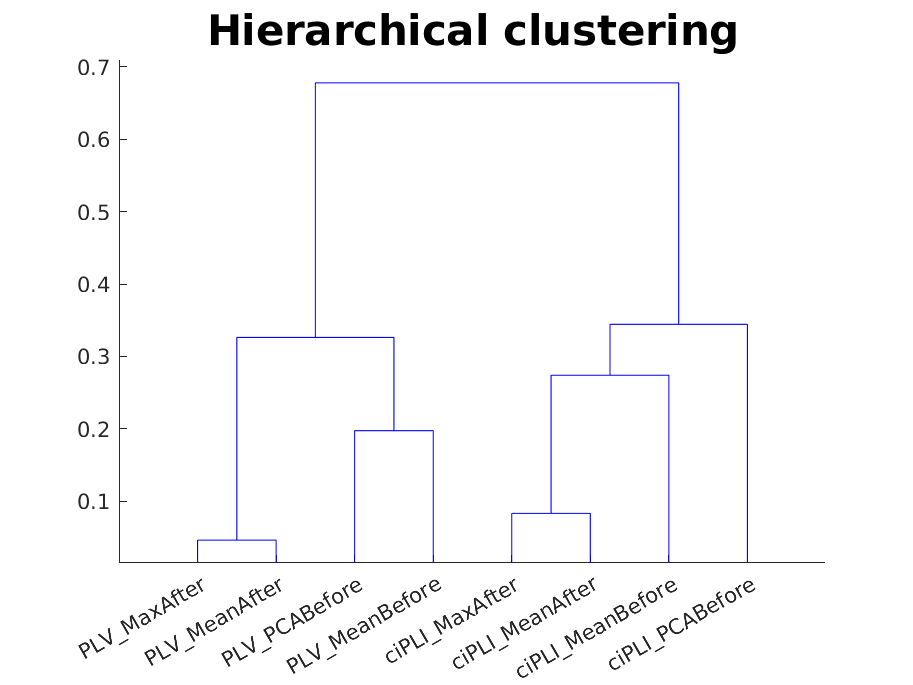 Hierarchical clustering
0.7
0.6
0.5
0.4
0.3
0.2
0.1
PLV_MaxAfter
PLV_MeanAfter
PLV_PCABefore
PLV_MeanBefore
ciPLI_MaxAfter
ciPLI_MeanAfter
ciPLI_MeanBefore
ciPLI_PCABefore